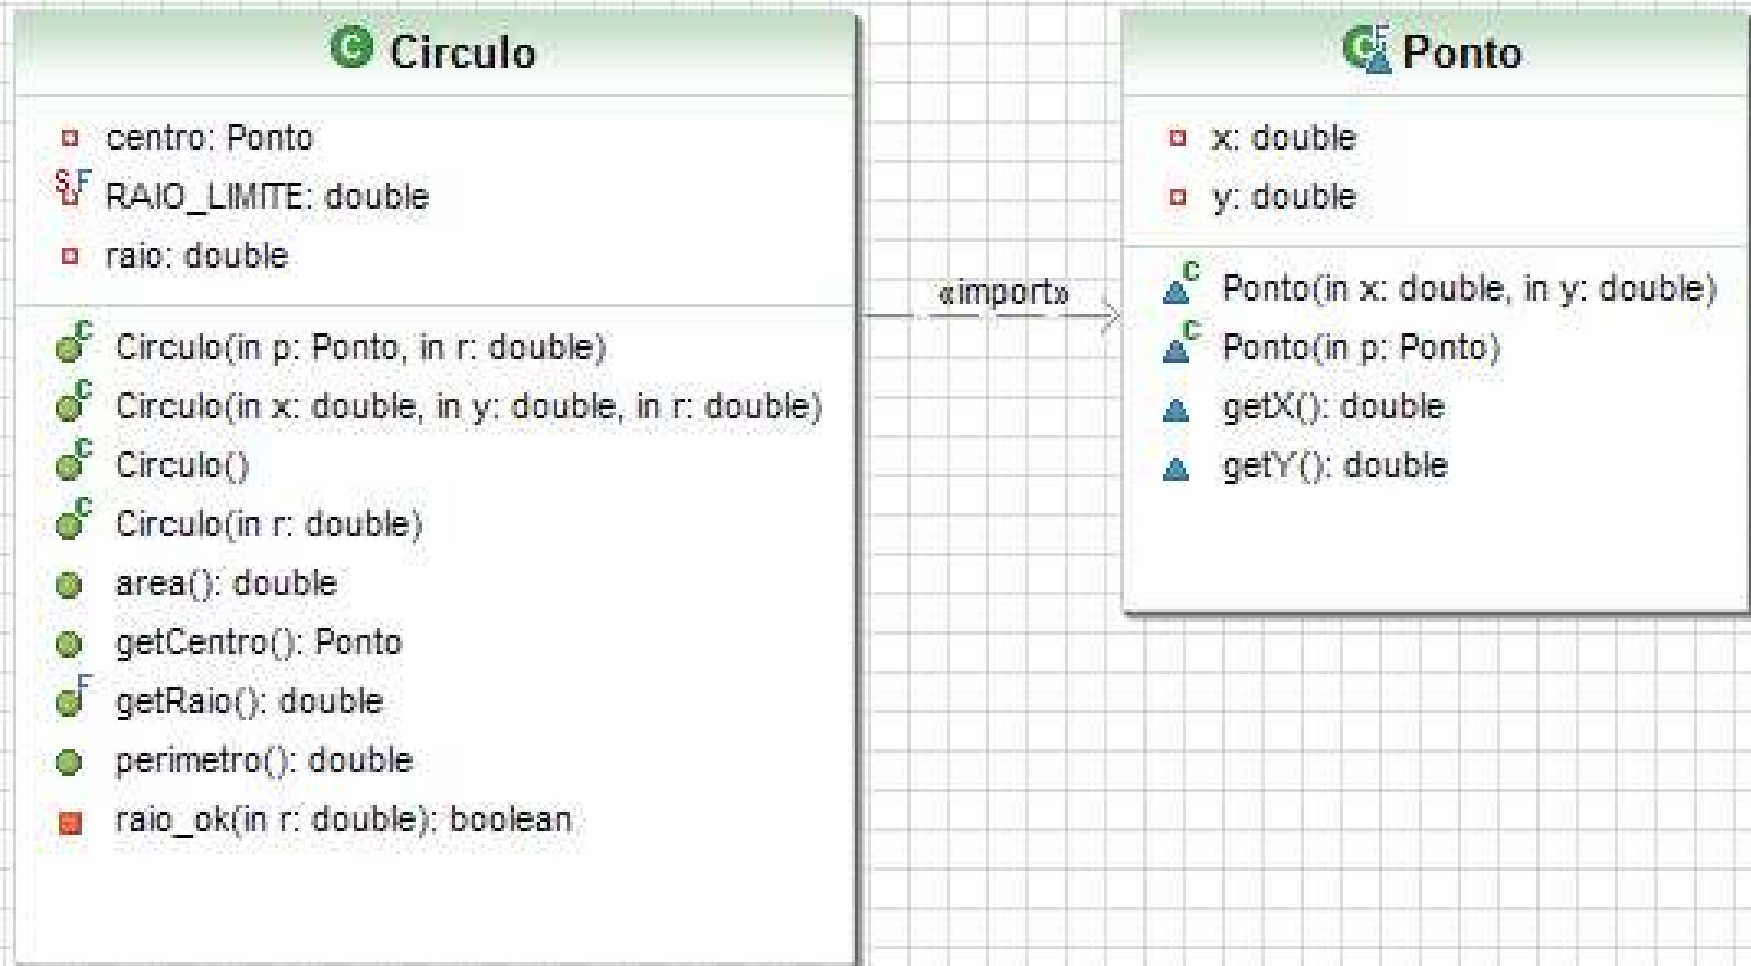 C Circulo
centro: Ponto
S F RAIO_LIMITE: double
raio: double
C Circulo(in p: Ponto, in r: double)
C Circulo(in x: double, in y: double, in r: double)
C Circulo()
C Circulo(in r: double)
area(): double
getCentro(): Ponto
F getRaio(): double
perimetro(): double
raio_ok(in r: double): boolean
«import»
C F Ponto
x: double
y: double
C Ponto(in x: double, in y: double)
C Ponto(in p: Ponto)
getX(): double
getY(): double